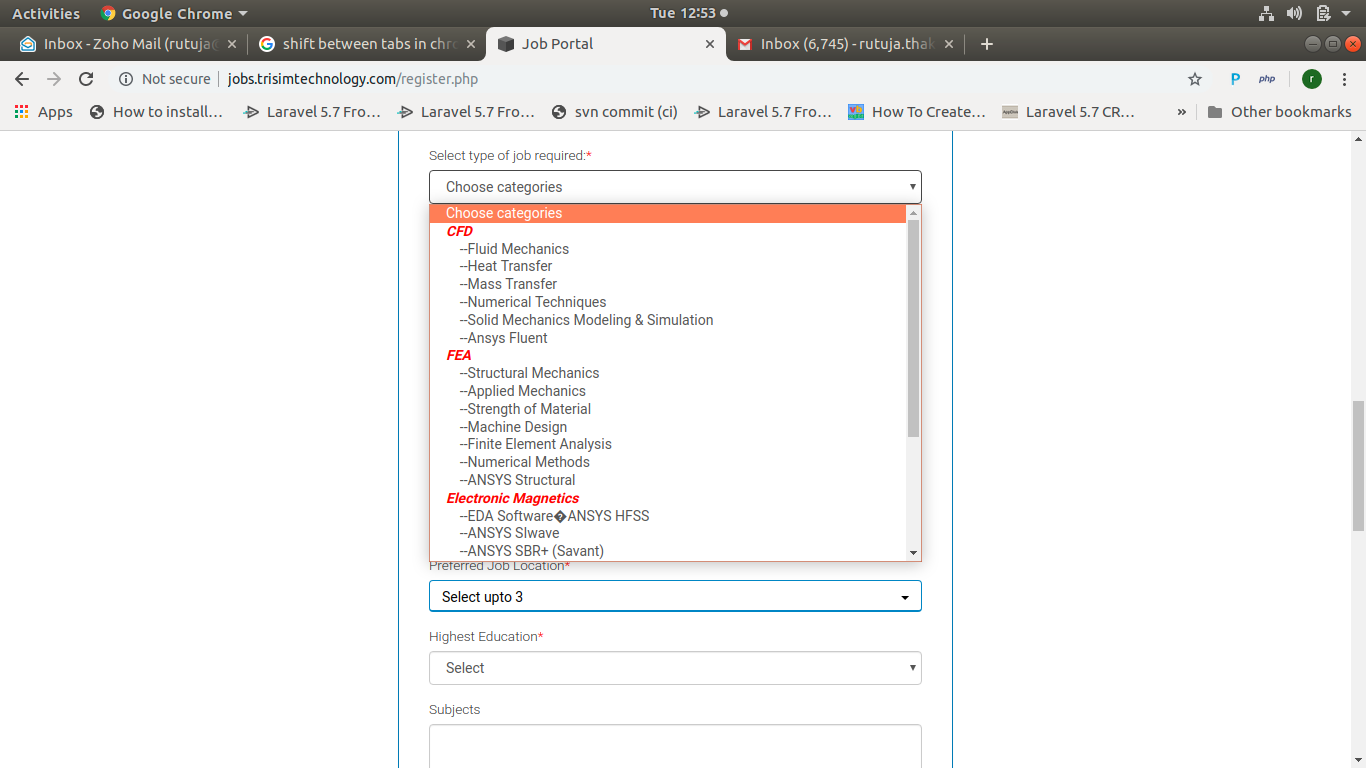 Activities Google Chrome Tue 12:53
Inbox - Zoho Mail (rutuja@ shift between tabs in chr Job Portal Inbox (6,745) - rutuja.thak
Not secure jobs.trisimtechnology.com/register.php P php r
Apps How to install... Laravel 5.7 Fro... Laravel 5.7 Fro... svn commit (ci) Laravel 5.7 Fro... How To Create... Laravel 5.7 CR... » Other bookmarks
Select type of job required:*
Choose categories
Choose categories
CFD
--Fluid Mechanics
--Heat Transfer
--Mass Transfer
--Numerical Techniques
--Solid Mechanics Modeling & Simulation
--Ansys Fluent
FEA
--Structural Mechanics
--Applied Mechanics
--Strength of Material
--Machine Design
--Finite Element Analysis
--Numerical Methods
--ANSYS Structural
Electronic Magnetics
--EDA Software�ANSYS HFSS
--ANSYS SIwave
--ANSYS SBR+ (Savant)
Preferred Job Location*
Select upto 3
Highest Education*
Select
Subjects